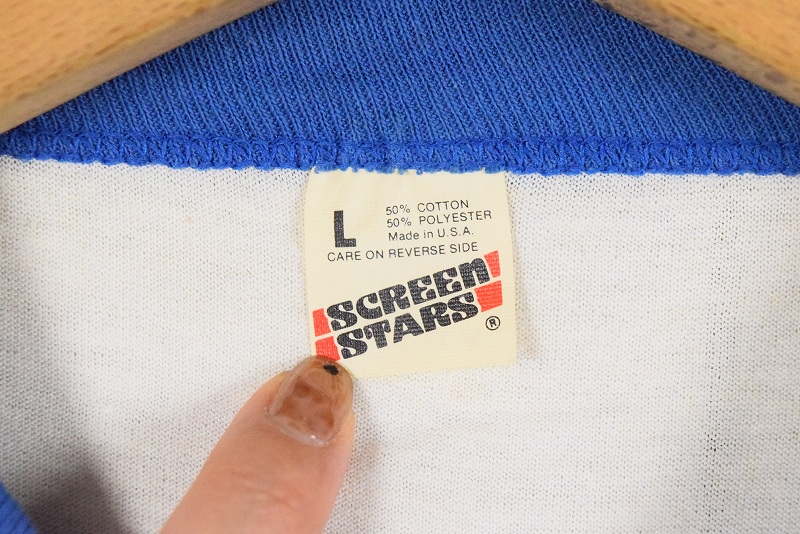 L
50% COTTON
50% POLYESTER
Made in U.S.A.
CARE ON REVERSE SIDE
SCREEN
STARS
®